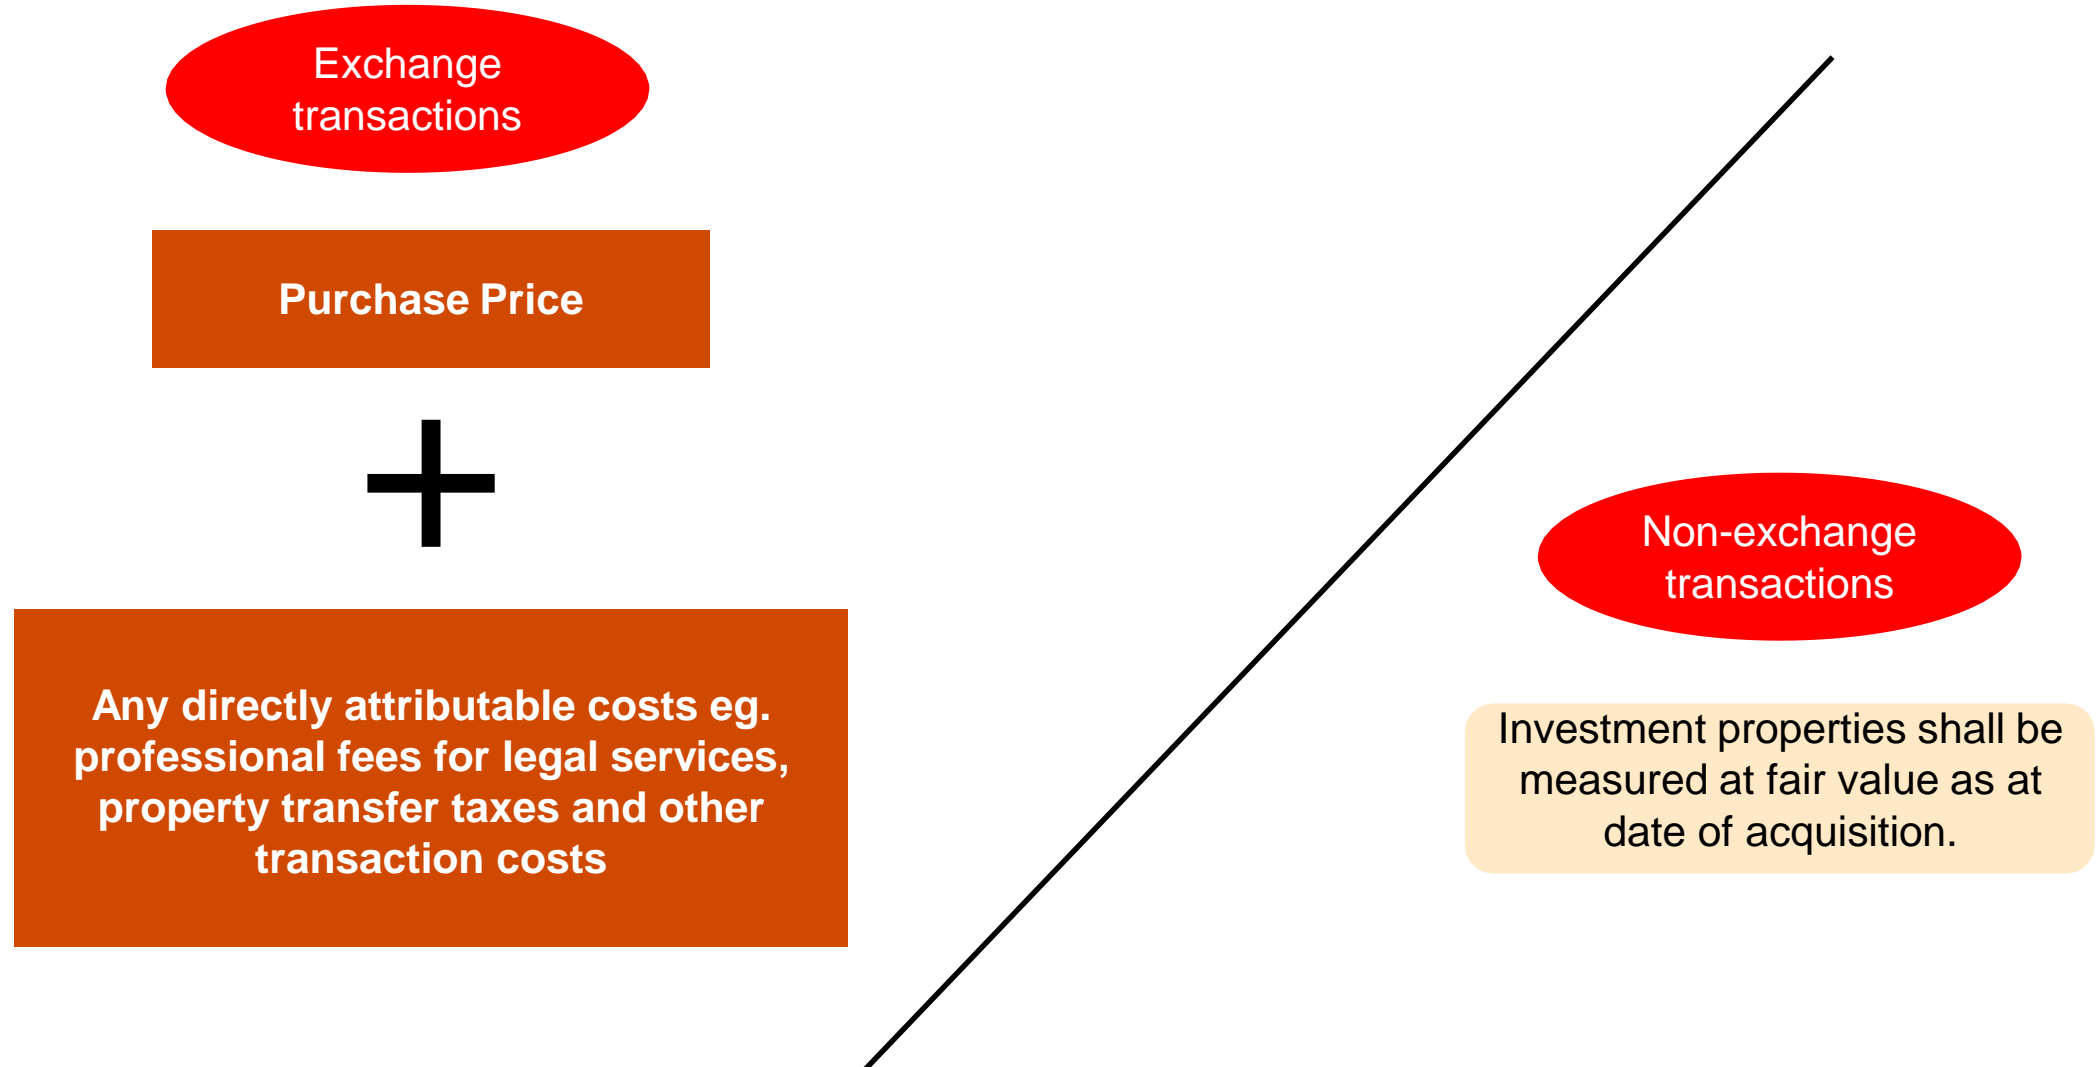 Exchange
transactions
Purchase Price
Any directly attributable costs eg.
professional fees for legal services,
property transfer taxes and other
transaction costs
Non-exchange
transactions
Investment properties shall be
measured at fair value as at
date of acquisition.